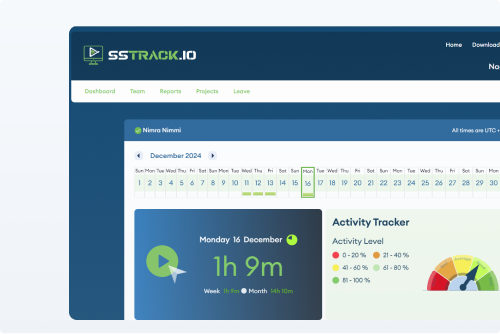 Home Download
SSTRACK.IO
Na
Dashboard Team Reports Projects Leave
Nimra Nimmi All times are UTC
December 2024
Sun Mon Tue Wed Thu Fri Sat Sun Mon Tue Wed Thu Fri Sat Sun Mon Tue Wed Thu Fri Sat Sun Mon Tue Wed Thu Fri Sat Sun Mon
1 2 3 4 5 6 7 8 9 10 11 12 13 14 15 16 17 18 19 20 21 22 23 24 25 26 27 28 29 30
Monday 16 December
1h 9m
Week 1h 9m Month 14h 10m
Activity Tracker
Activity Level
0 - 20 % 21 - 40 %
41 - 60 % 61 - 80 %
81 - 100 %